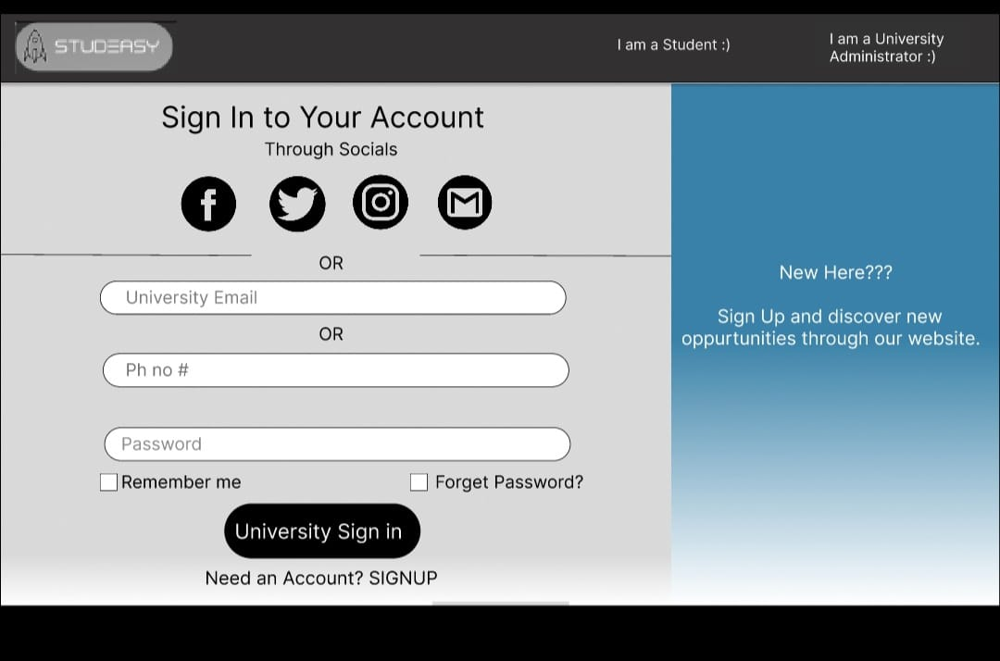 STUDEASY
I am a Student :)
I am a University
Administrator :)
Sign In to Your Account
Through Socials
OR
University Email
OR
Ph no #
Password
Remember me
Forget Password?
University Sign in
Need an Account? SIGNUP
New Here???
Sign Up and discover new
oppurtunities through our website.